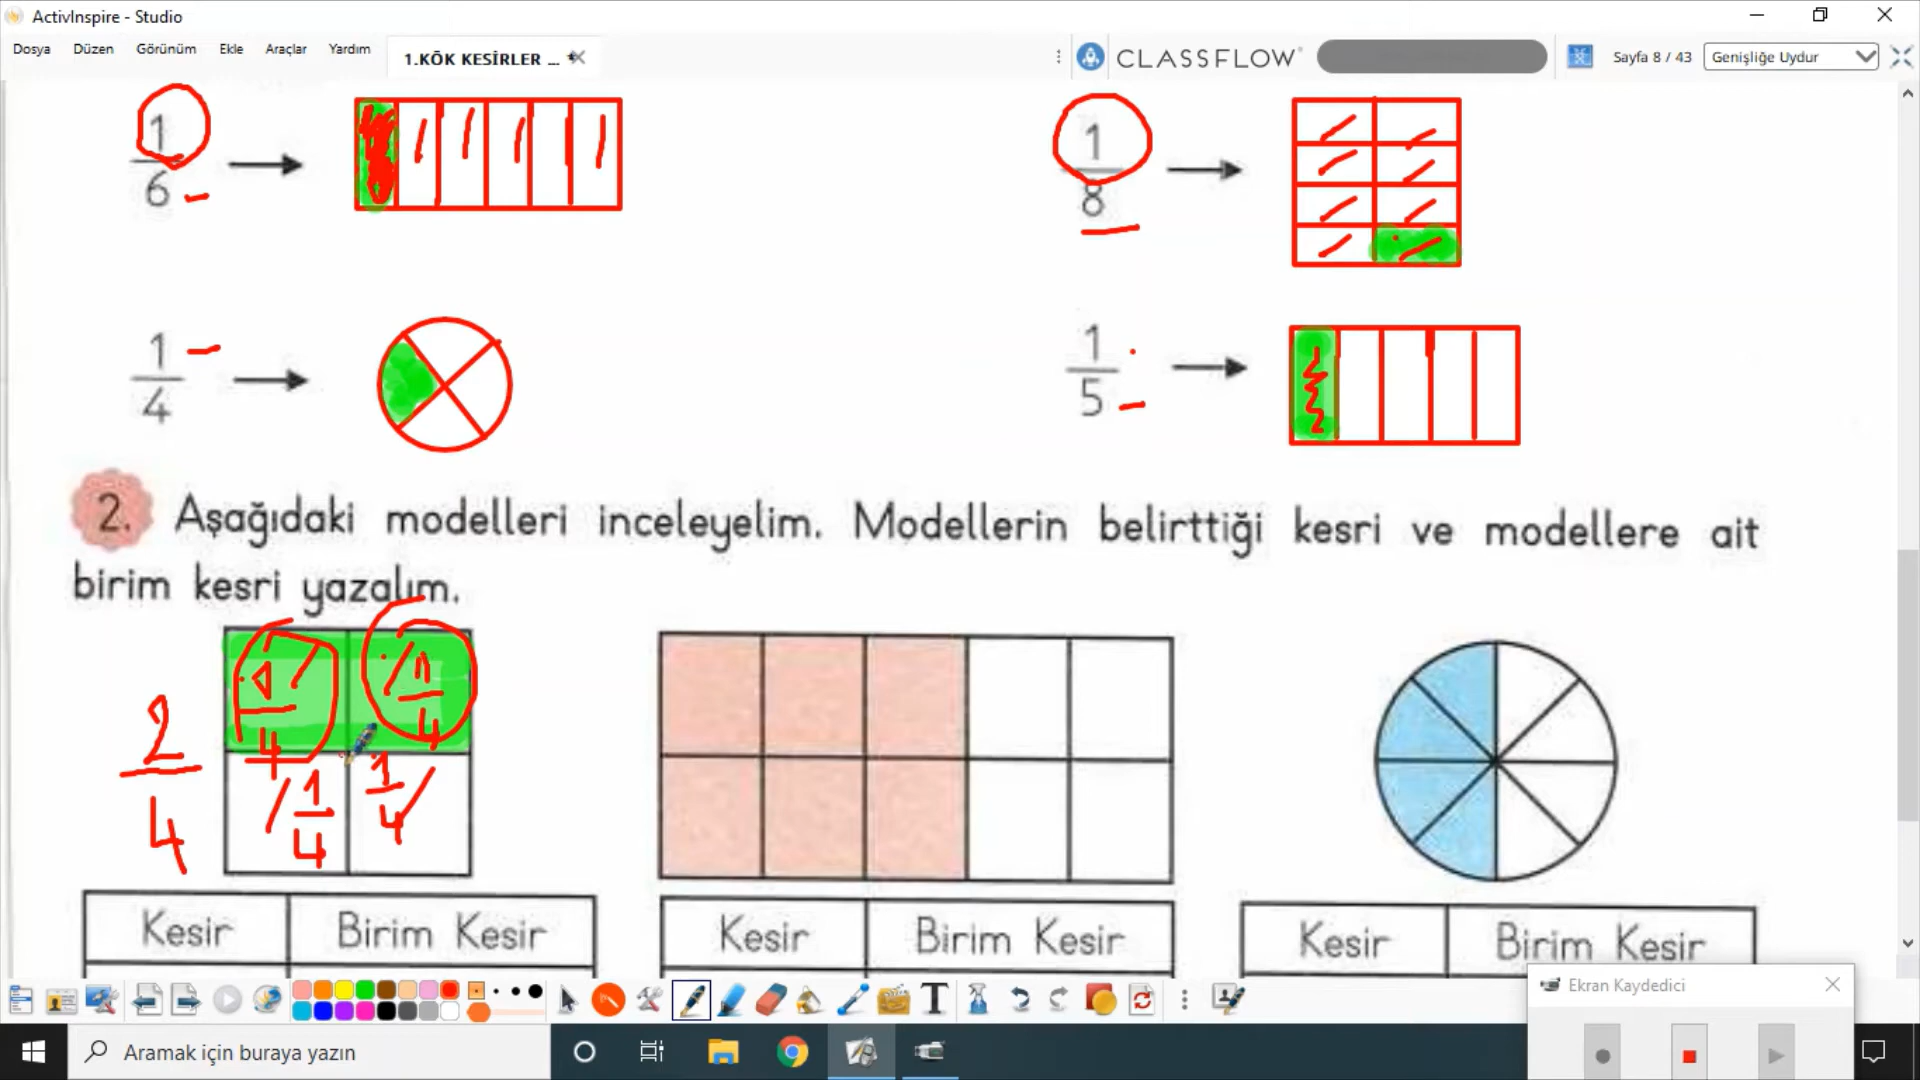 ActivInspire - Studio
Dosya Düzen Görünüm Ekle Araçlar Yardım
1.KÖK KESİRLER ...
CLASSFLOW
Sayfa 8 / 43
Genişliğe Uydur
1
6
1
8
1
4
1
5
2. Aşağıdaki modelleri inceleyelim. Modellerin belirttiği kesri ve modellere ait
birim kesri yazalım.
2
4
1
4
1
4
1
4
1
4
Kesir Birim Kesir
Kesir Birim Kesir
Kesir Birim Kesir
Ekran Kaydedici
Aramak için buraya yazın